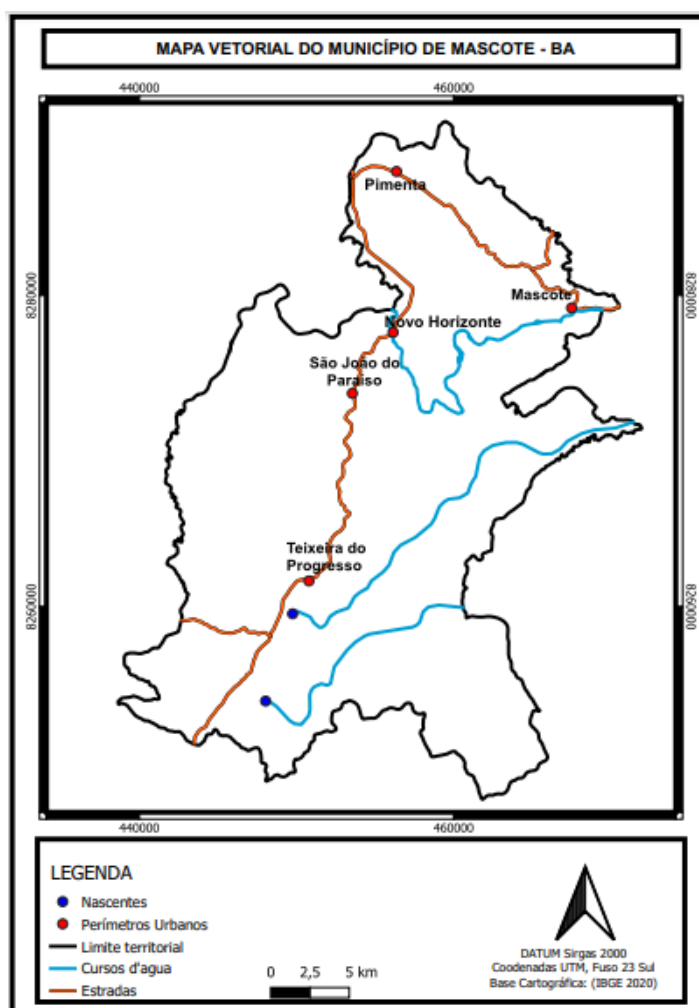 MAPA VETORIAL DO MUNICÍPIO DE MASCOTE - BA
440000
460000
Pimenta
8280000
8280000
Mascote
Novo Horizonte
São João do
Paraiso
Teixeira do
Progresso
8260000
8260000
440000
460000
LEGENDA
Nascentes
Perímetros Urbanos
Limite territorial
Cursos d'agua
Estradas
0 2,5 5 km
DATUM Sirgas 2000
Coodenadas UTM, Fuso 23 Sul
Base Cartográfica: (IBGE 2020)